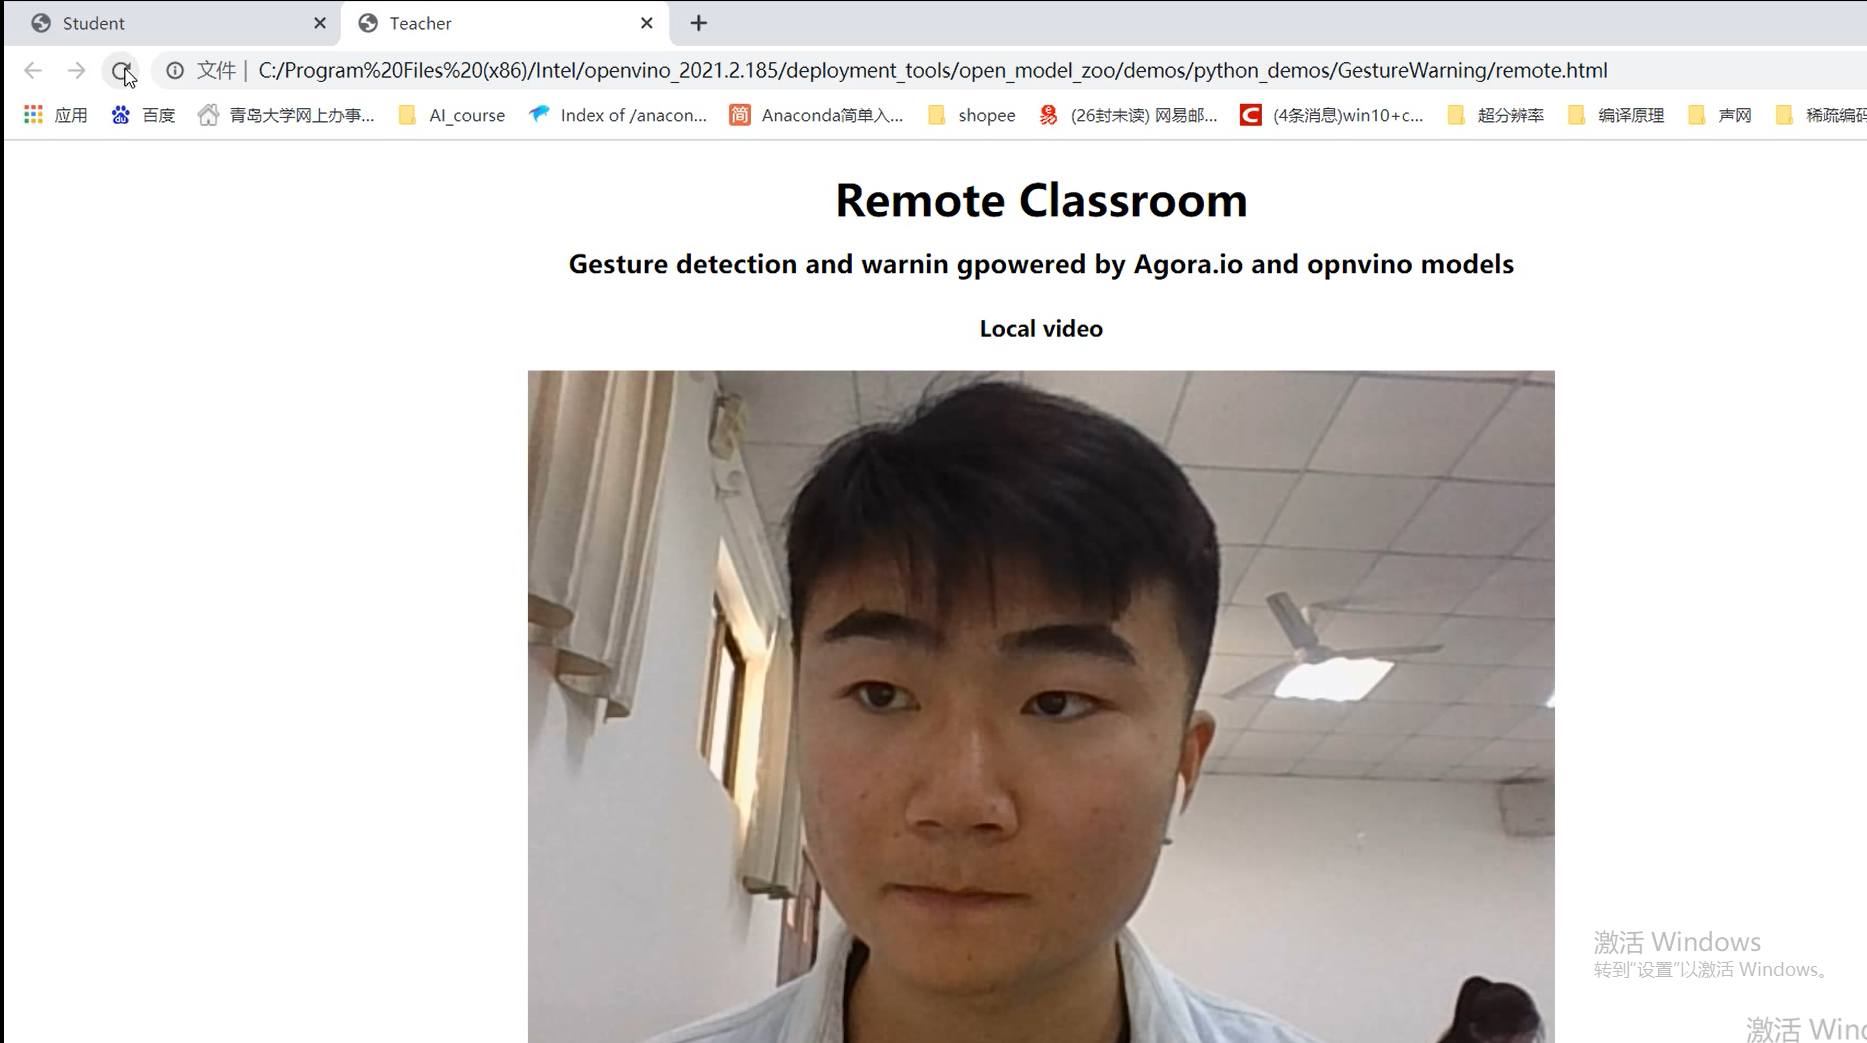 Student
Teacher
文件 | C:/Program%20Files%20(x86)/Intel/openvino_2021.2.185/deployment_tools/open_model_zoo/demos/python_demos/GestureWarning/remote.html
应用 百度 青岛大学网上办事... AI_course Index of /anacon... 简 Anaconda简单入... shopee (26封未读) 网易邮... C (4条消息)win10+c... 超分辨率 编译原理 声网 稀疏编码
Remote Classroom
Gesture detection and warnin gpowered by Agora.io and opnvino models
Local video
激活 Windows
转到“设置”以激活 Windows。
激活 Wind